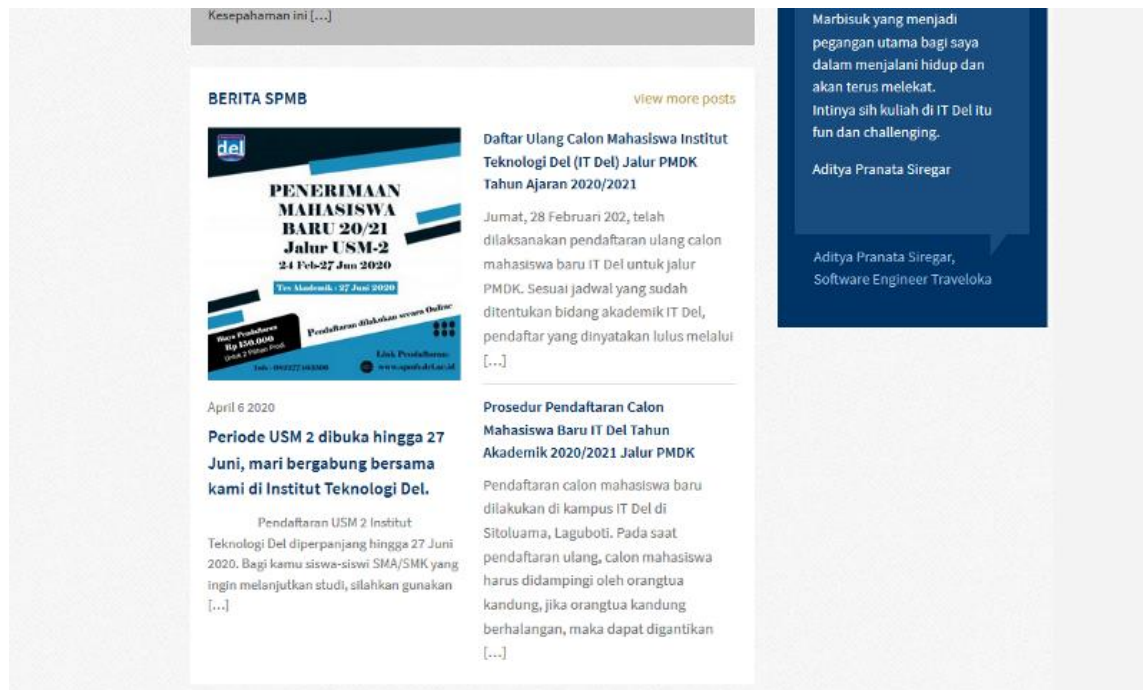 Kesepahaman ini […]
BERITA SPMB
view more posts
del
PENERIMAAN
MAHASISWA
BARU 20/21
Jalur USM-2
24 Feb-27 Jun 2020
Tes Akademik : 27 Juni 2020
Pendaftaran dilakukan secara Online
Biaya Pendaftaran
Rp 150.000
Untuk 2 Pilihan Prodi
Link Pendaftaran:
www.spmb.del.ac.id
April 6 2020
Periode USM 2 dibuka hingga 27
Juni, mari bergabung bersama
kami di Institut Teknologi Del.
Pendaftaran USM 2 Institut
Teknologi Del diperpanjang hingga 27 Juni
2020. Bagi kamu siswa-siswi SMA/SMK yang
ingin melanjutkan studi, silahkan gunakan
[…]
Daftar Ulang Calon Mahasiswa Institut
Teknologi Del (IT Del) Jalur PMDK
Tahun Ajaran 2020/2021
Jumat, 28 Februari 202, telah
dilaksanakan pendaftaran ulang calon
mahasiswa baru IT Del untuk jalur
PMDK. Sesuai jadwal yang sudah
ditentukan bidang akademik IT Del,
pendaftar yang dinyatakan lulus melalui
[…]
Prosedur Pendaftaran Calon
Mahasiswa Baru IT Del Tahun
Akademik 2020/2021 Jalur PMDK
Pendaftaran calon mahasiswa baru
dilakukan di kampus IT Del di
Sitoluama, Laguboti. Pada saat
pendaftaran ulang, calon mahasiswa
harus didampingi oleh orangtua
kandung, jika orangtua kandung
berhalangan, maka dapat digantikan
[…]
Marbisuk yang menjadi
pegangan utama bagi saya
dalam menjalani hidup dan
akan terus melekat.
Intinya sih kuliah di IT Del itu
fun dan challenging.
Aditya Pranata Siregar
Aditya Pranata Siregar,
Software Engineer Traveloka